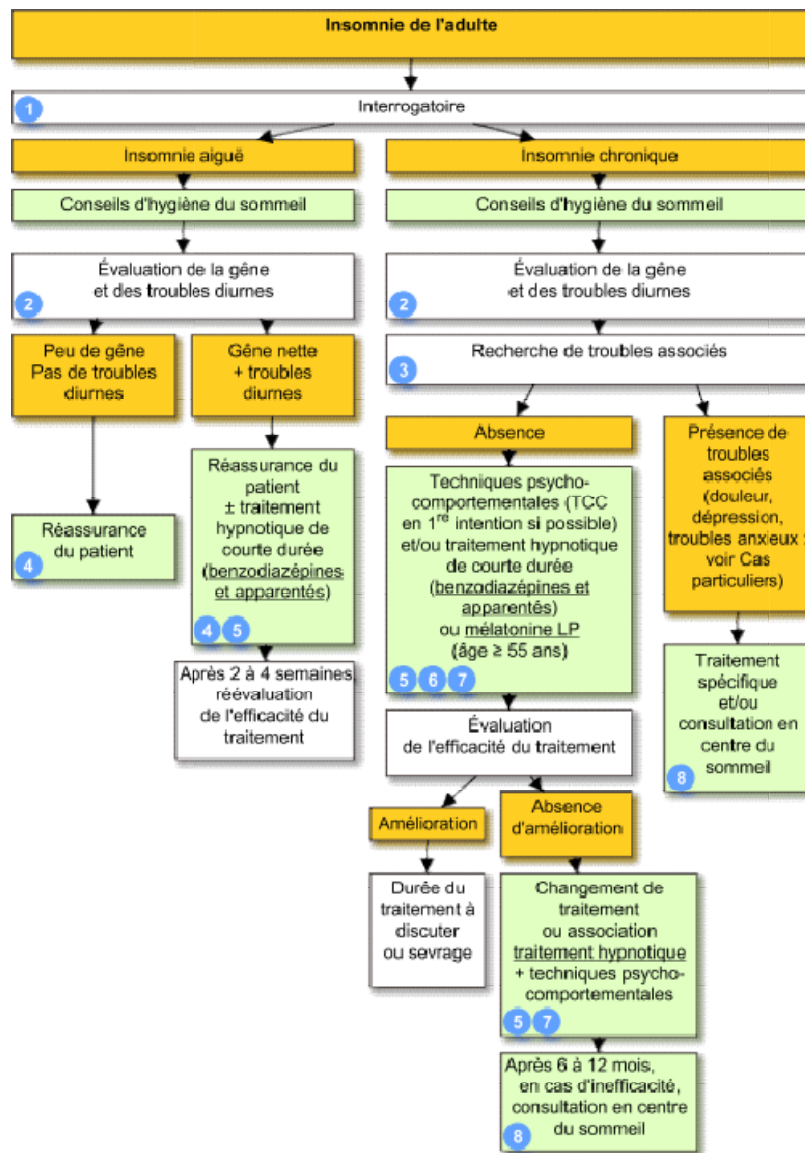 Insomnie de l'adulte
1
Interrogatoire
Insomnie aiguë
Conseils d'hygiène du sommeil
Évaluation de la gêne
et des troubles diurnes
2
Peu de gêne
Pas de troubles
diurnes
Réassurance
du patient
4
Gêne nette
+ troubles
diurnes
Réassurance du
patient
± traitement
hypnotique de
courte durée
(benzodiazépines
et apparentés)
4 5
Après 2 à 4 semaines,
réévaluation
de l'efficacité du
traitement
Insomnie chronique
Conseils d'hygiène du sommeil
Évaluation de la gêne
et des troubles diurnes
2
Recherche de troubles associés
3
Absence
Techniques psycho-
comportementales (TCC
en 1re intention si possible)
et/ou traitement hypnotique
de courte durée
(benzodiazépines et
apparentés)
ou mélatonine LP
(âge ≥ 55 ans)
5 6 7
Évaluation
de l'efficacité du traitement
Amélioration
Durée du
traitement à
discuter
ou sevrage
Absence
d'amélioration
Changement de
traitement
ou association
traitement hypnotique
+ techniques psycho-
comportementales
5 7
Après 6 à 12 mois,
en cas d'inefficacité,
consultation en centre
du sommeil
8
Présence de
troubles
associés
(douleur,
dépression,
troubles anxieux :
voir Cas
particuliers)
Traitement
spécifique
et/ou
consultation en
centre du
sommeil
8